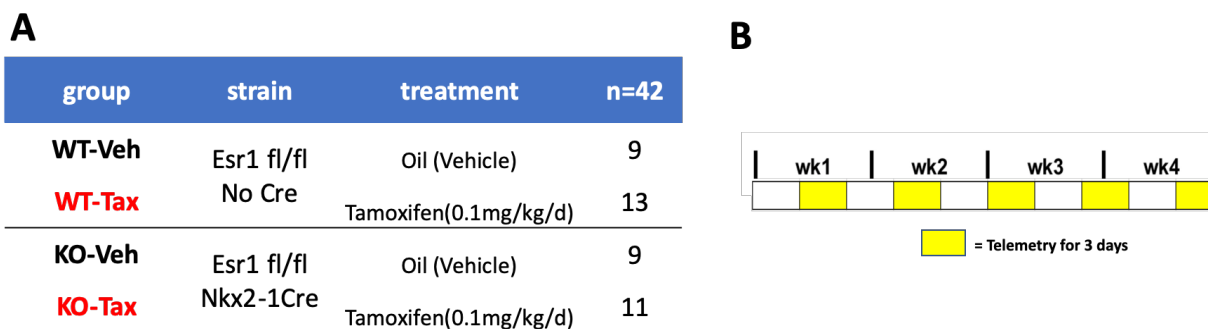 A
group strain treatment n=42
WT-Veh Oil (Vehicle) 9
Esr1 fl/fl
No Cre
WT-Tax Tamoxifen(0.1mg/kg/d) 13
KO-Veh Oil (Vehicle) 9
Esr1 fl/fl
Nkx2-1Cre
KO-Tax Tamoxifen(0.1mg/kg/d) 11
B
wk1 wk2 wk3 wk4
= Telemetry for 3 days